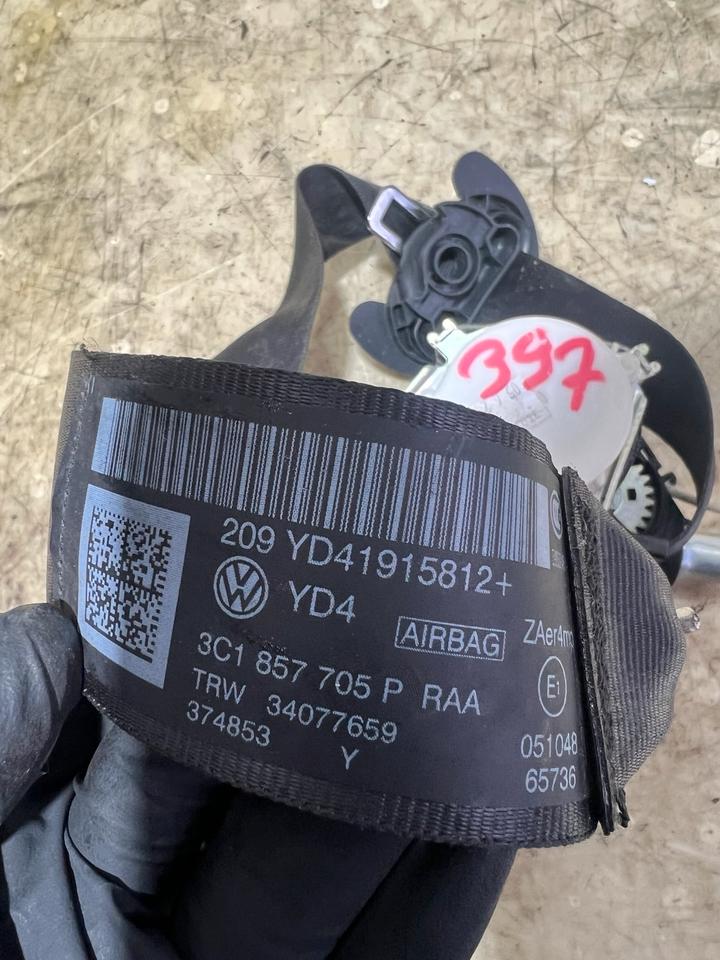 397
209 YD41915812+
YD4
AIRBAG
ZAer4m
3C1 857 705 P RAA
E1
TRW 34077659
374853
Y
051048
65736